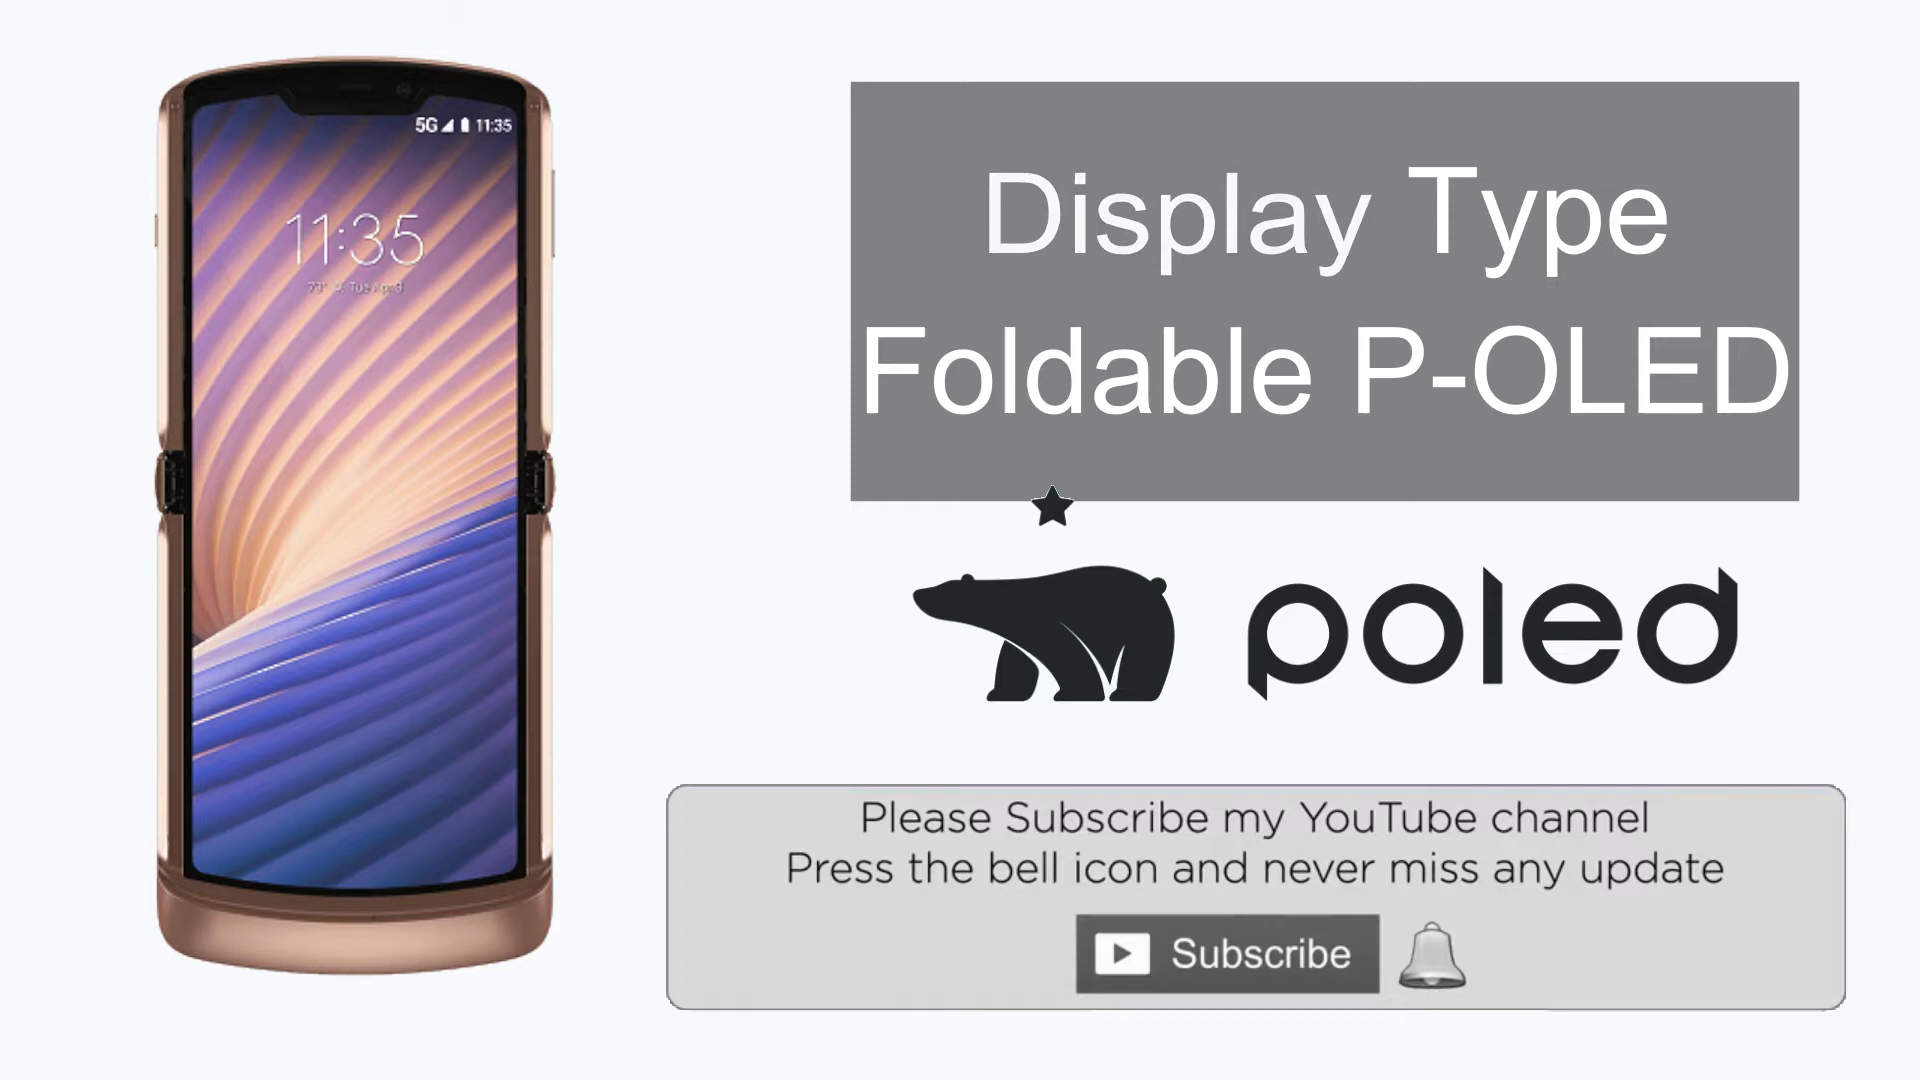 5G 11:35
11:35
Display Type
Foldable P-OLED
poled
Please Subscribe my YouTube channel
Press the bell icon and never miss any update
Subscribe